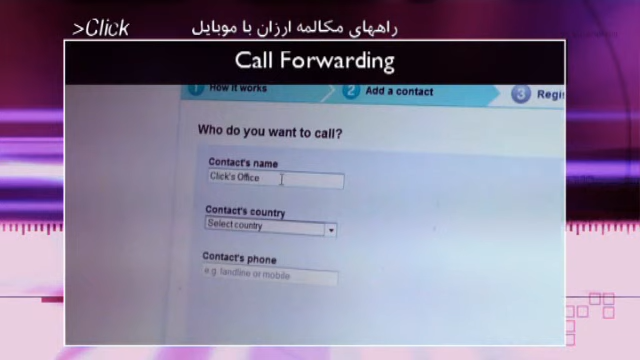 >Click
راههای مکالمه ارزان با موبایل
Call Forwarding
1 How it works
2 Add a contact
3 Regi
Who do you want to call?
Contact's name
Click's Office
Contact's country
Select country
Contact's phone
e.g. landline or mobile